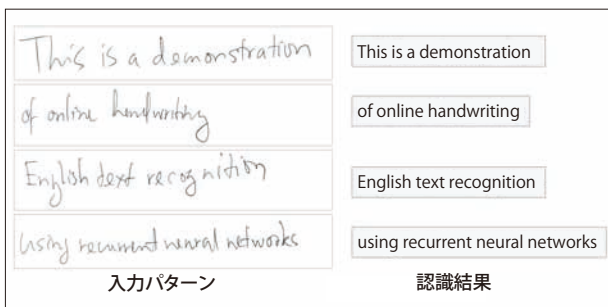 This is a demonstration
This is a demonstration
of online handwriting
of online handwriting
English text recognition
English text recognition
using recurrent neural networks
using recurrent neural networks
入力パターン
認識結果